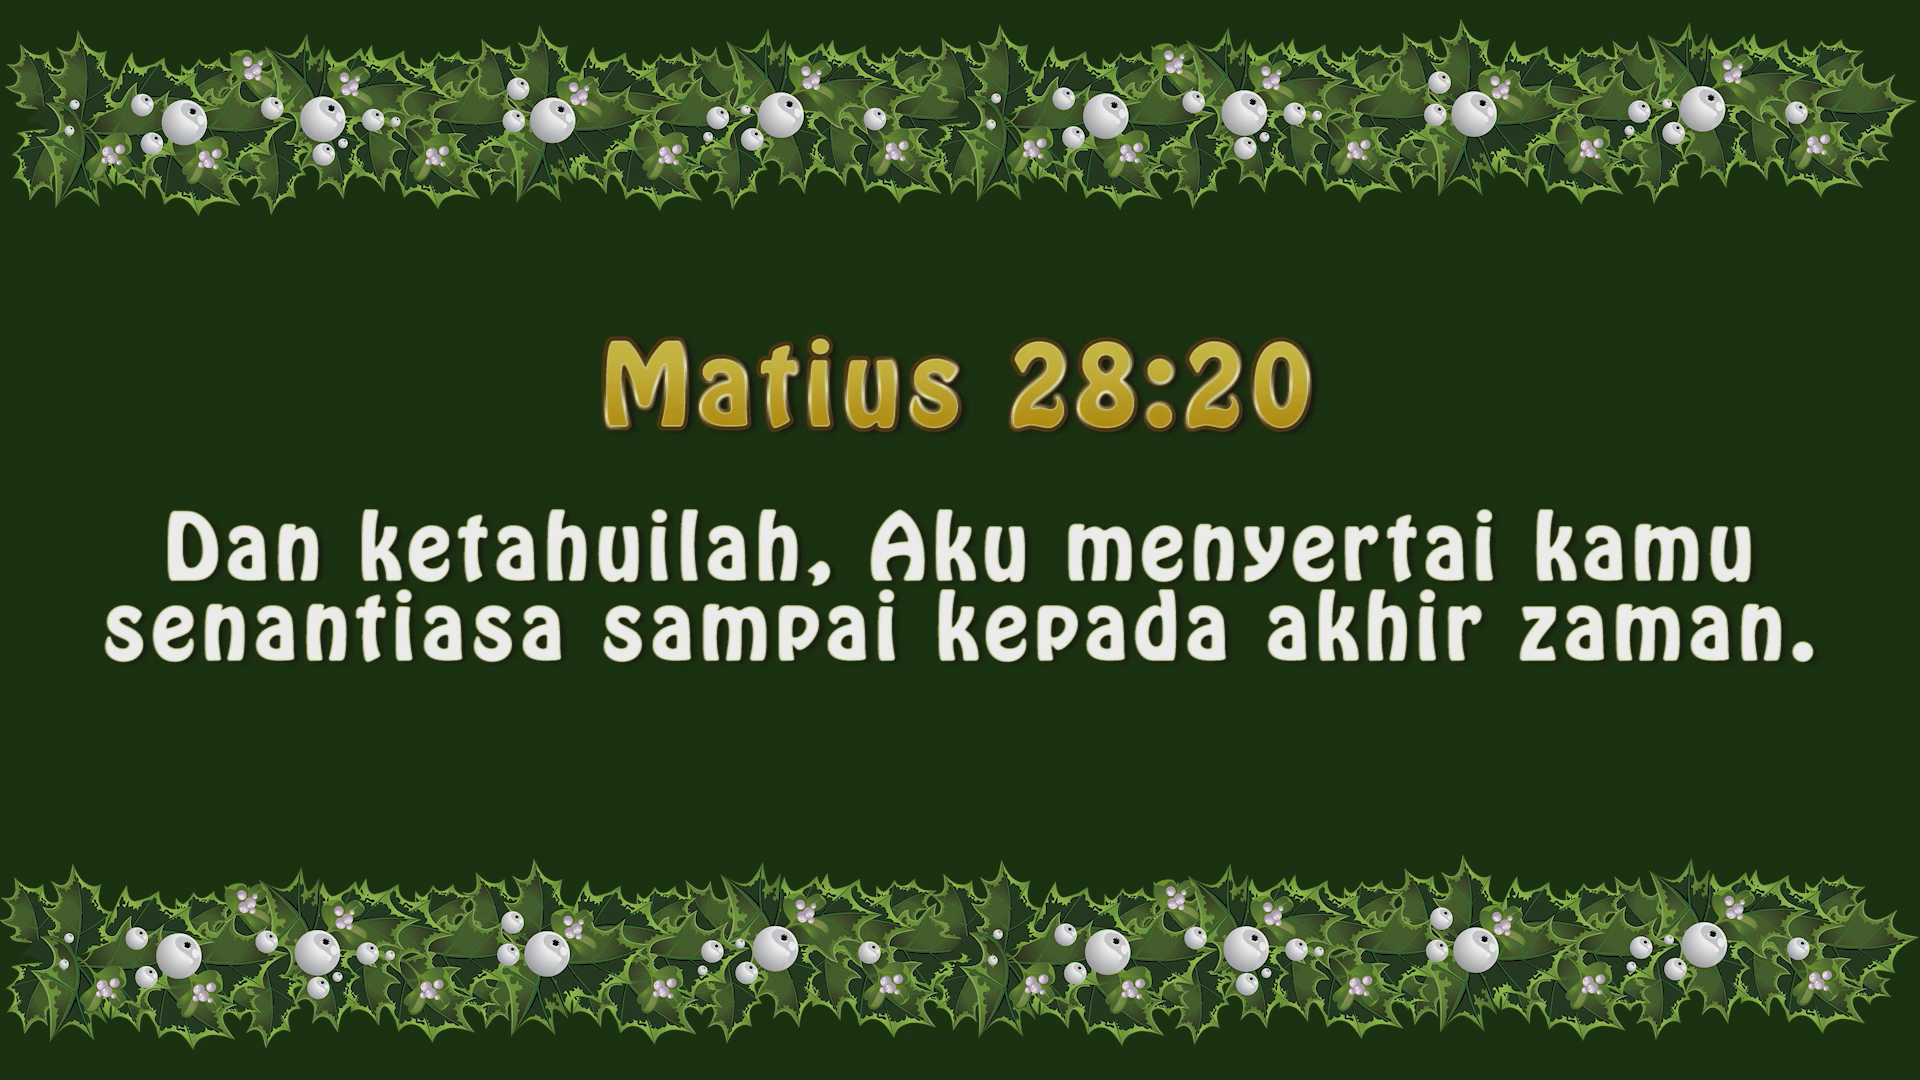 Matius 28:20
Dan ketahuilah, Aku menyertai kamu
senantiasa sampai kepada akhir zaman.